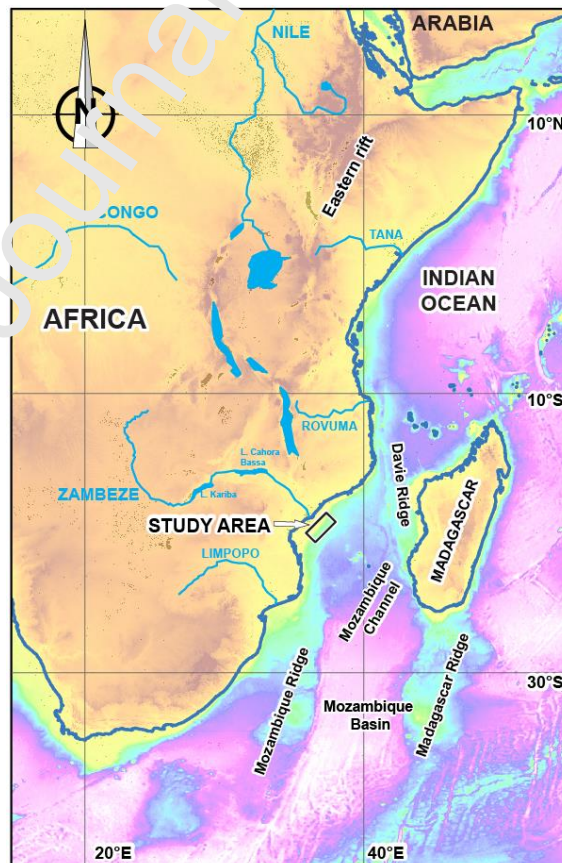 Journal
NILE
ARABIA
N
10°N
Eastern rift
CONGO
TANA
INDIAN
OCEAN
AFRICA
10°S
ROVUMA
L. Cahora
Bassa
Davie Ridge
ZAMBEZE
L. Kariba
MADAGASCAR
STUDY AREA
LIMPOPO
Mozambique
Channel
30°S
Mozambique Ridge
Mozambique
Basin
Madagascar Ridge
20°E
40°E